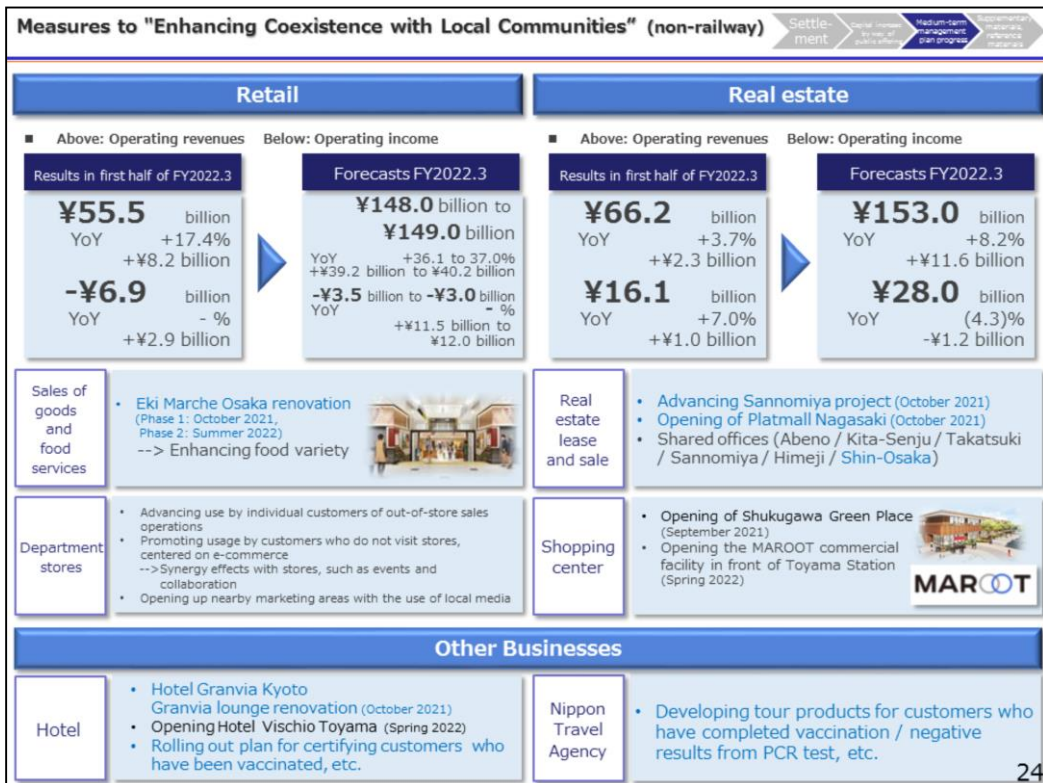 Measures to "Enhancing Coexistence with Local Communities" (non-railway)
Settle-
ment
Capital increase
by way of
public offering
Medium-term
management
plan progress
Supplementary
materials,
reference
materials
Retail
■ Above: Operating revenues Below: Operating income
Results in first half of FY2022.3
¥55.5 billion
YoY +17.4%
+¥8.2 billion
-¥6.9 billion
YoY - %
+¥2.9 billion
Forecasts FY2022.3
¥148.0 billion to
¥149.0 billion
YoY +36.1 to 37.0%
+¥39.2 billion to ¥40.2 billion
-¥3.5 billion to -¥3.0 billion
YoY - %
+¥11.5 billion to
¥12.0 billion
Sales of
goods
and
food
services
• Eki Marche Osaka renovation
(Phase 1: October 2021,
Phase 2: Summer 2022)
--> Enhancing food variety
Department
stores
• Advancing use by individual customers of out-of-store sales
operations
• Promoting usage by customers who do not visit stores,
centered on e-commerce
-->Synergy effects with stores, such as events and
collaboration
• Opening up nearby marketing areas with the use of local media
Real estate
■ Above: Operating revenues Below: Operating income
Results in first half of FY2022.3
¥66.2 billion
YoY +3.7%
+¥2.3 billion
¥16.1 billion
YoY +7.0%
+¥1.0 billion
Forecasts FY2022.3
¥153.0 billion
YoY +8.2%
+¥11.6 billion
¥28.0 billion
YoY (4.3)%
-¥1.2 billion
Real
estate
lease
and sale
• Advancing Sannomiya project (October 2021)
• Opening of Platmall Nagasaki (October 2021)
• Shared offices (Abeno / Kita-Senju / Takatsuki
/ Sannomiya / Himeji / Shin-Osaka)
Shopping
center
• Opening of Shukugawa Green Place
(September 2021)
• Opening the MAROOT commercial
facility in front of Toyama Station
(Spring 2022)
MAROOT
Other Businesses
Hotel
• Hotel Granvia Kyoto
Granvia lounge renovation (October 2021)
• Opening Hotel Vischio Toyama (Spring 2022)
• Rolling out plan for certifying customers who
have been vaccinated, etc.
Nippon
Travel
Agency
• Developing tour products for customers who
have completed vaccination / negative
results from PCR test, etc.
24